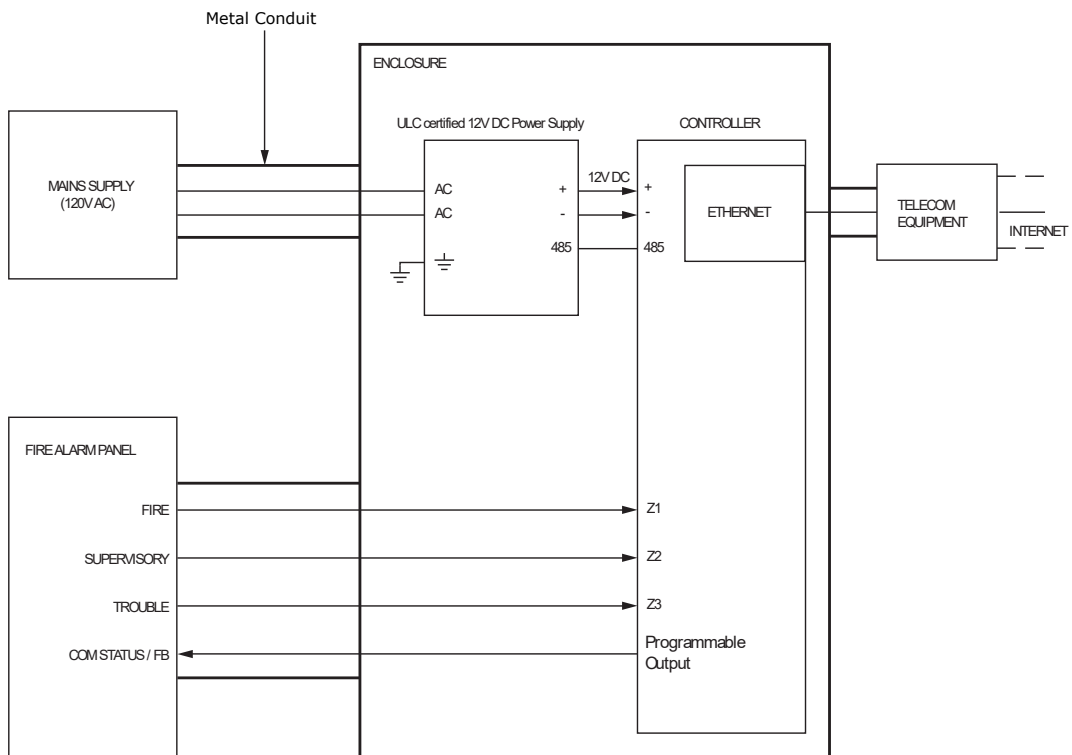 Metal Conduit
ENCLOSURE
ULC certified 12V DC Power Supply
CONTROLLER
MAINS SUPPLY
(120V AC)
AC
AC
+
-
485
12V DC
+
-
485
ETHERNET
TELECOM
EQUIPMENT
INTERNET
FIRE ALARM PANEL
FIRE
Z1
SUPERVISORY
Z2
TROUBLE
Z3
COM STATUS / FB
Programmable
Output